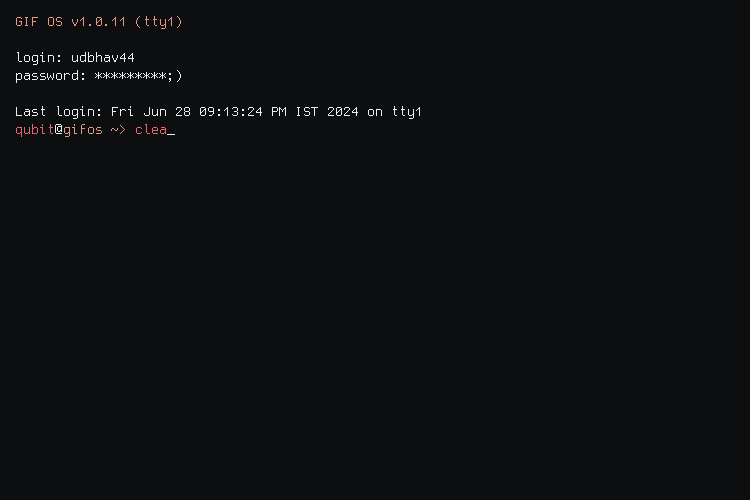 GIF OS v1.0.11 (tty1)
login: udbhav44
password: *********;)
Last login: Fri Jun 28 09:13:24 PM IST 2024 on tty1
qubit@gifos ~> clea_